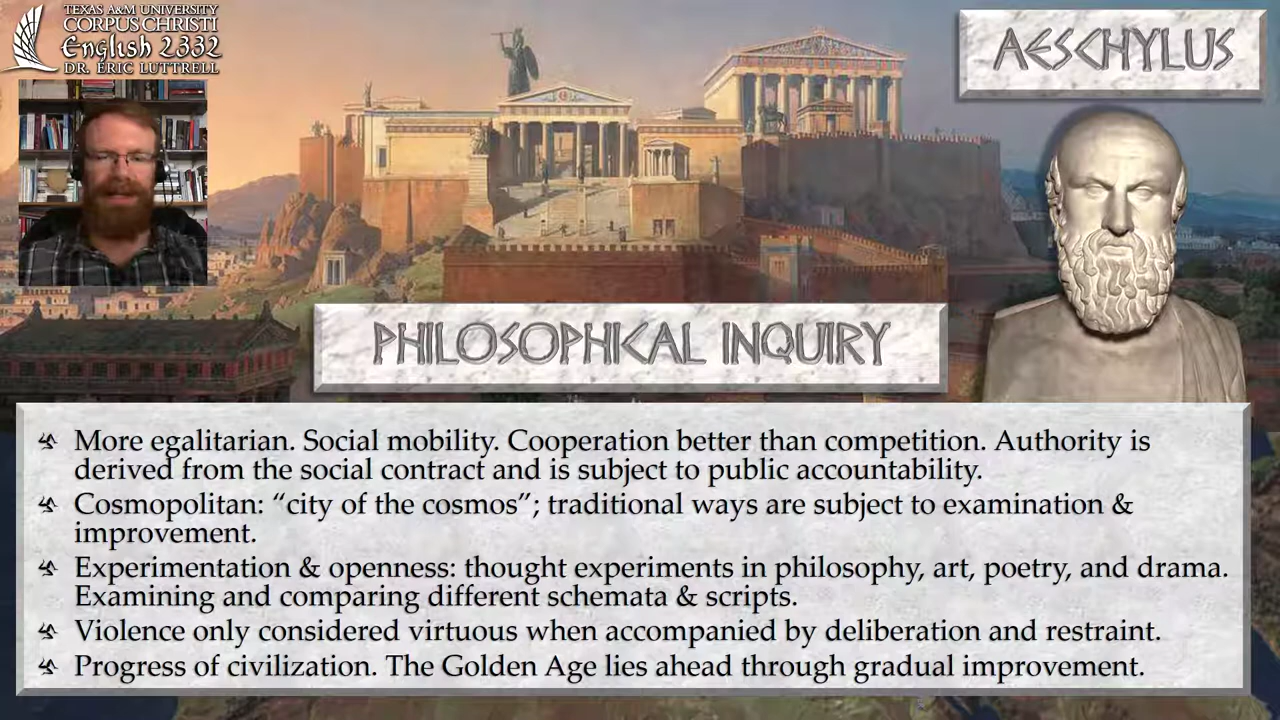 TEXAS A&M UNIVERSITY
CORPUS CHRISTI
English 2332
DR. ERIC LUTTRELL
AESCHYLUS
PHILOSOPHICAL INQUIRY
More egalitarian. Social mobility. Cooperation better than competition. Authority is
derived from the social contract and is subject to public accountability.
Cosmopolitan: “city of the cosmos”; traditional ways are subject to examination &
improvement.
Experimentation & openness: thought experiments in philosophy, art, poetry, and drama.
Examining and comparing different schemata & scripts.
Violence only considered virtuous when accompanied by deliberation and restraint.
Progress of civilization. The Golden Age lies ahead through gradual improvement.